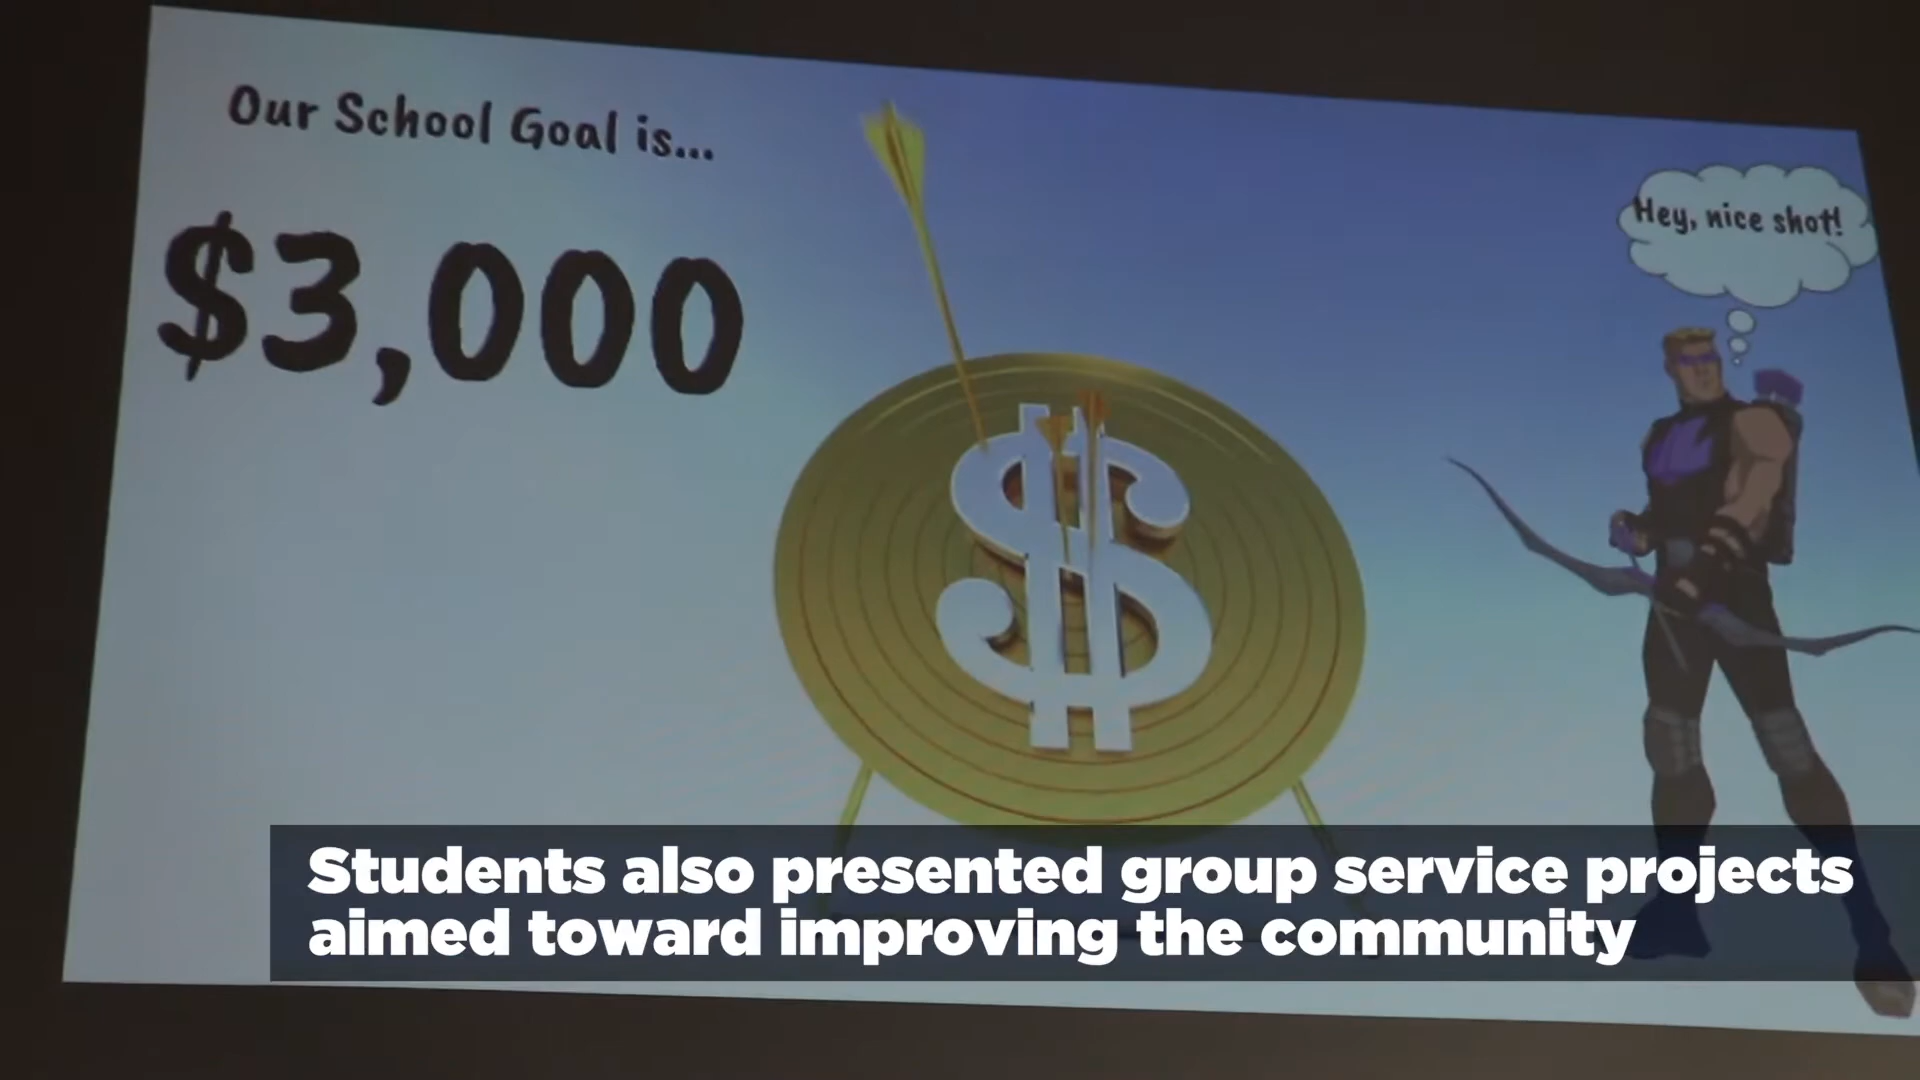 Our School Goal is...
$3,000
Hey, nice shot!
Students also presented group service projects
aimed toward improving the community